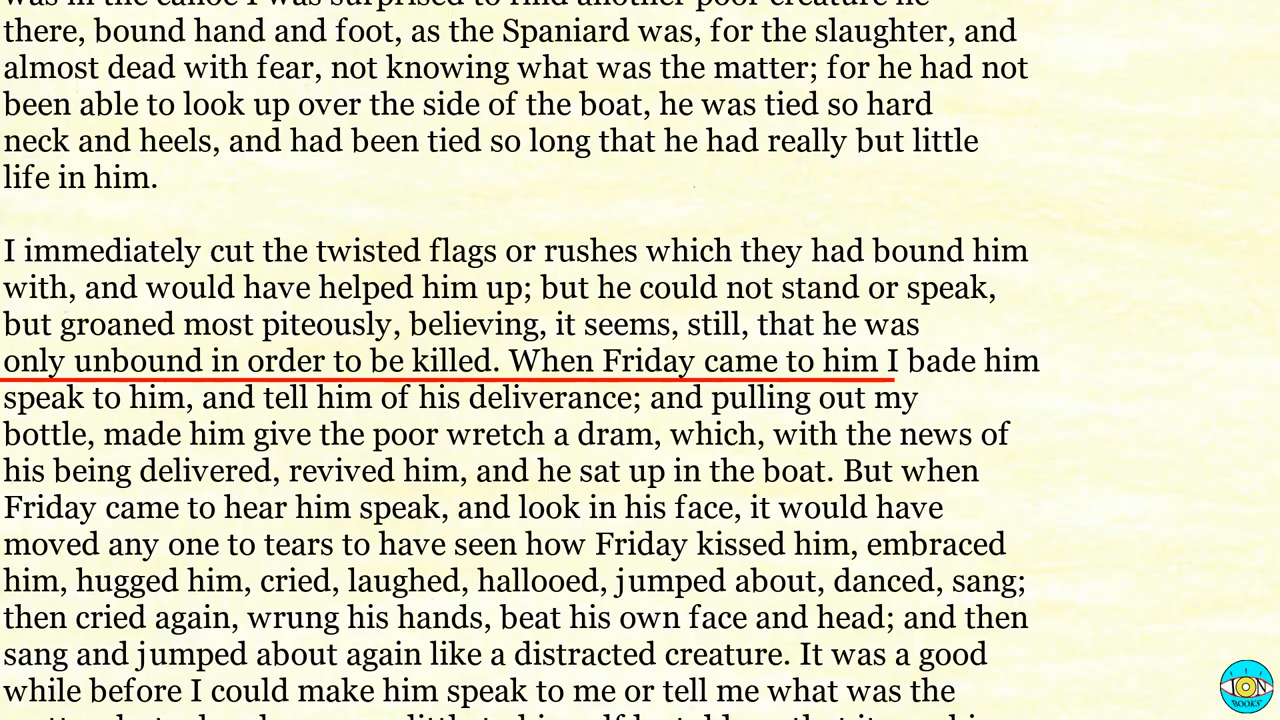 there, bound hand and foot, as the Spaniard was, for the slaughter, and
almost dead with fear, not knowing what was the matter; for he had not
been able to look up over the side of the boat, he was tied so hard
neck and heels, and had been tied so long that he had really but little
life in him.
I immediately cut the twisted flags or rushes which they had bound him
with, and would have helped him up; but he could not stand or speak,
but groaned most piteously, believing, it seems, still, that he was
only unbound in order to be killed. When Friday came to him I bade him
speak to him, and tell him of his deliverance; and pulling out my
bottle, made him give the poor wretch a dram, which, with the news of
his being delivered, revived him, and he sat up in the boat. But when
Friday came to hear him speak, and look in his face, it would have
moved any one to tears to have seen how Friday kissed him, embraced
him, hugged him, cried, laughed, hallooed, jumped about, danced, sang;
then cried again, wrung his hands, beat his own face and head; and then
sang and jumped about again like a distracted creature. It was a good
while before I could make him speak to me or tell me what was the
ION
BOOKS